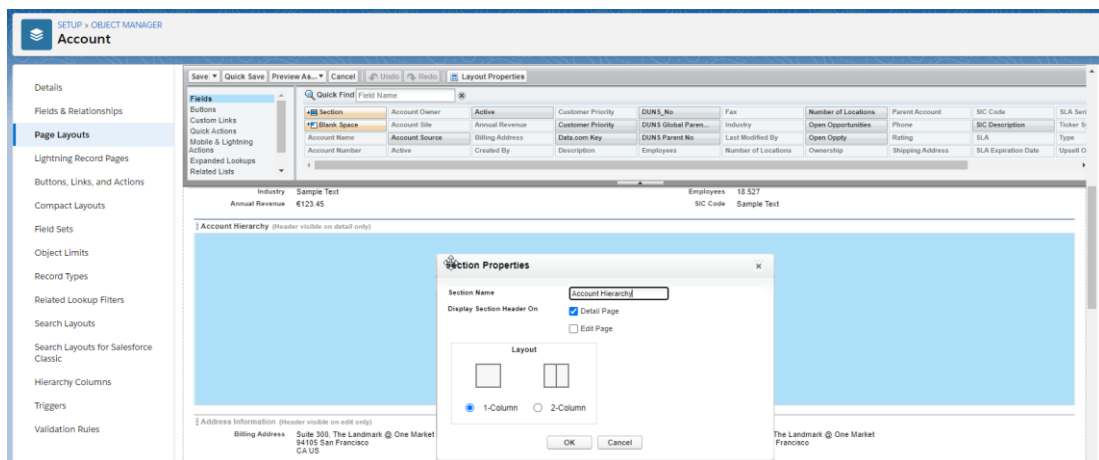 SETUP > OBJECT MANAGER
Account
Details
Fields & Relationships
Page Layouts
Lightning Record Pages
Buttons, Links, and Actions
Compact Layouts
Field Sets
Object Limits
Record Types
Related Lookup Filters
Search Layouts
Search Layouts for Salesforce
Classic
Hierarchy Columns
Triggers
Validation Rules
Save Quick Save Preview As... Cancel Undo Redo Layout Properties
Fields
Buttons
Custom Links
Quick Actions
Mobile & Lightning
Actions
Expanded Lookups
Related Lists
Quick Find Field Name
Section Account Owner Active Customer Priority DUNS_No Fax Number of Locations Parent Account SIC Code SLA Seri
Blank Space Account Site Annual Revenue Customer Priority DUNS Global Paren... Industry Open Opportunities Phone SIC Description Ticker Sy
Account Name Account Source Billing Address Data.com Key DUNS Parent No Last Modified By Open Oppty Rating SLA Type
Account Number Active Created By Description Employees Number of Locations Ownership Shipping Address SLA Expiration Date Upsell O
Industry Sample Text Employees 18.527
Annual Revenue €123.45 SIC Code Sample Text
Account Hierarchy (Header visible on detail only)
Section Properties
Section Name Account Hierarchy
Display Section Header On Detail Page
Edit Page
Layout
1-Column 2-Column
OK Cancel
Address Information (Header visible on edit only)
Billing Address Suite 300, The Landmark @ One Market The Landmark @ One Market
94105 San Francisco Francisco
CA US